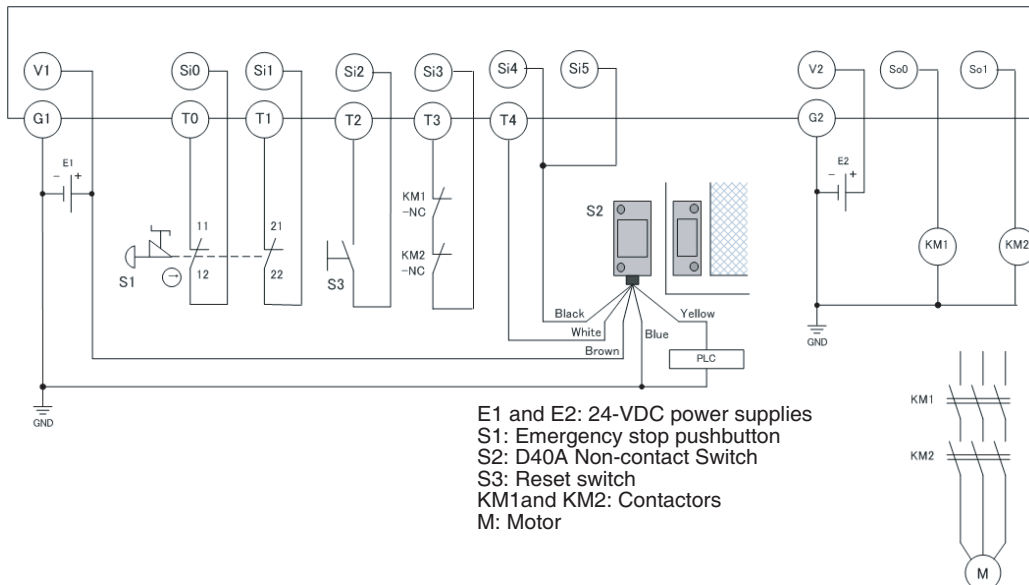 V1 Si0 Si1 Si2 Si3 Si4 Si5 V2 So0 So1
G1 T0 T1 T2 T3 T4 G2
E1 E2
- + - +
KM1
-NC
S2
11 21
KM2
-NC
KM1 KM2
S1 12 22 S3
Black Yellow
White Blue
Brown PLC
GND
GND
KM1
KM2
M
E1 and E2: 24-VDC power supplies
S1: Emergency stop pushbutton
S2: D40A Non-contact Switch
S3: Reset switch
KM1and KM2: Contactors
M: Motor